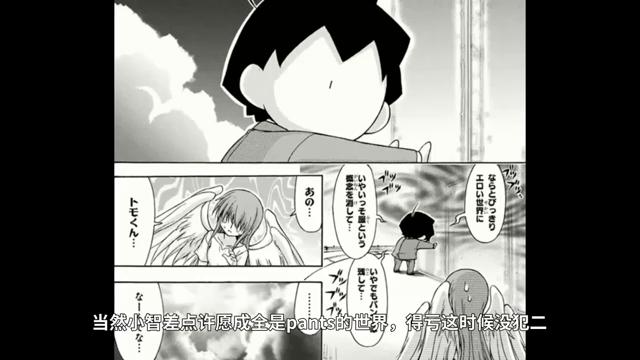 ブツ
ブツ
ならとびっきり
エロい世界に
ブツ
ブツ
いやいっそ服という
概念を消して…
いやでもパンツ
残して…
あの…
トモくん…
………
なー…
なー…
当然小智差点许愿成全是pants的世界，得亏这时候没犯二